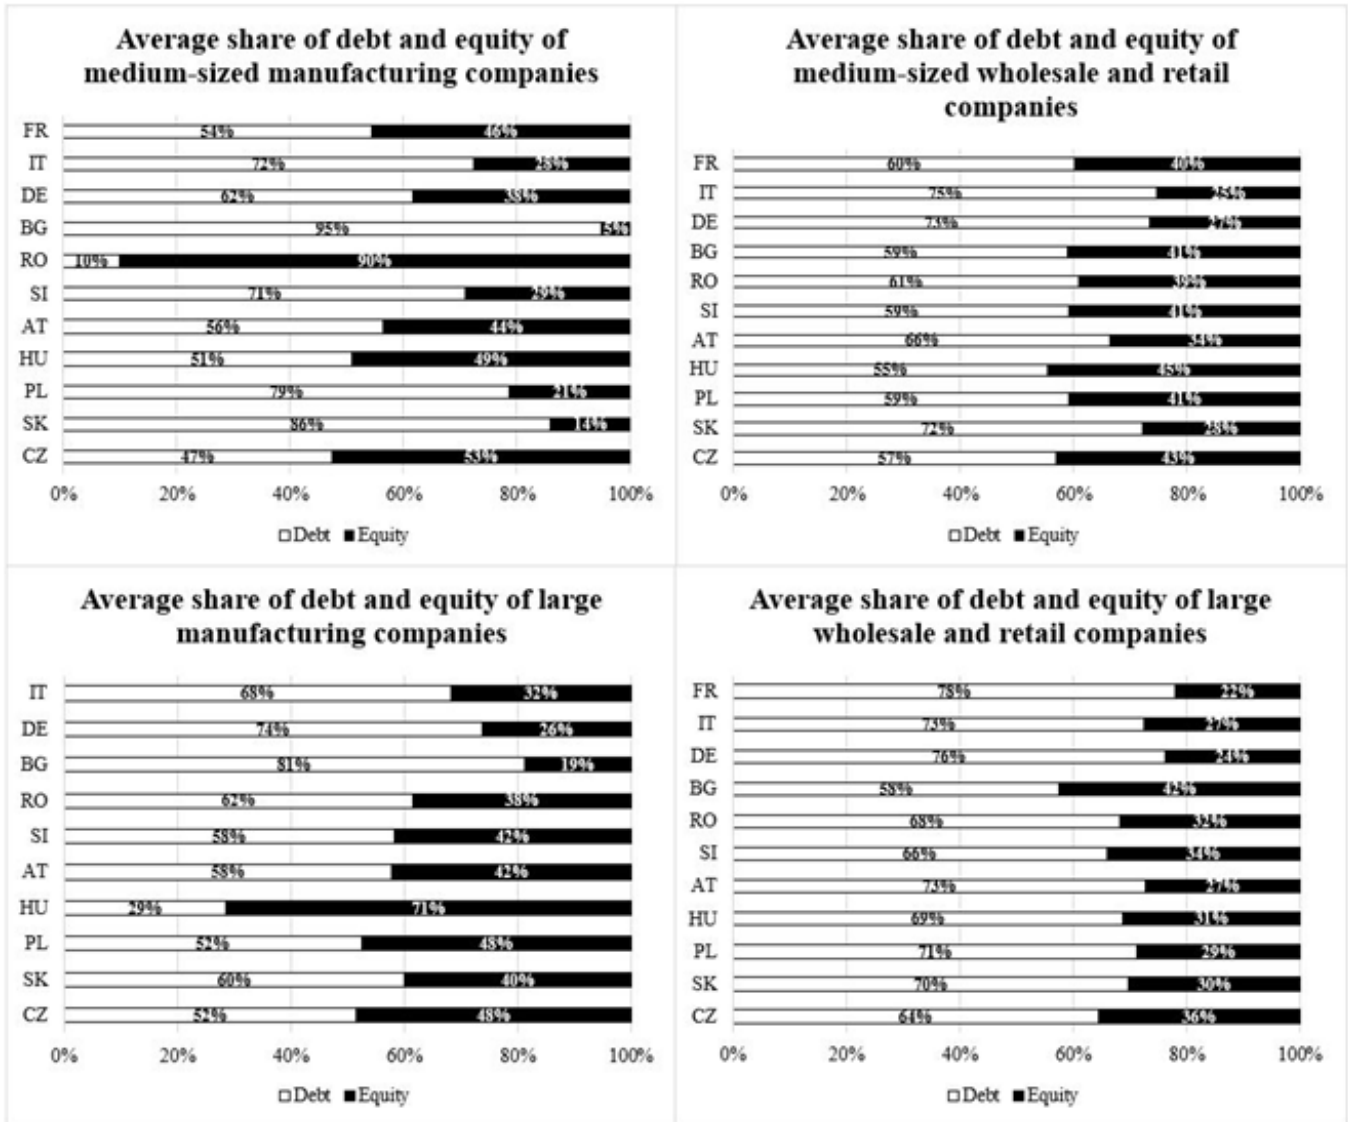 Average share of debt and equity of
medium-sized manufacturing companies
FR 54% 46%
IT 72% 28%
DE 62% 38%
BG 95% 5%
RO 10% 90%
SI 71% 29%
AT 56% 44%
HU 51% 49%
PL 79% 21%
SK 86% 14%
CZ 47% 53%
0% 20% 40% 60% 80% 100%
Debt Equity
Average share of debt and equity of
medium-sized wholesale and retail
companies
FR 60% 40%
IT 75% 25%
DE 73% 27%
BG 59% 41%
RO 61% 39%
SI 59% 41%
AT 66% 34%
HU 55% 45%
PL 59% 41%
SK 72% 28%
CZ 57% 43%
0% 20% 40% 60% 80% 100%
Debt Equity
Average share of debt and equity of large
manufacturing companies
IT 68% 32%
DE 74% 26%
BG 81% 19%
RO 62% 38%
SI 58% 42%
AT 58% 42%
HU 29% 71%
PL 52% 48%
SK 60% 40%
CZ 52% 48%
0% 20% 40% 60% 80% 100%
Debt Equity
Average share of debt and equity of large
wholesale and retail companies
FR 78% 22%
IT 73% 27%
DE 76% 24%
BG 58% 42%
RO 68% 32%
SI 66% 34%
AT 73% 27%
HU 69% 31%
PL 71% 29%
SK 70% 30%
CZ 64% 36%
0% 20% 40% 60% 80% 100%
Debt Equity